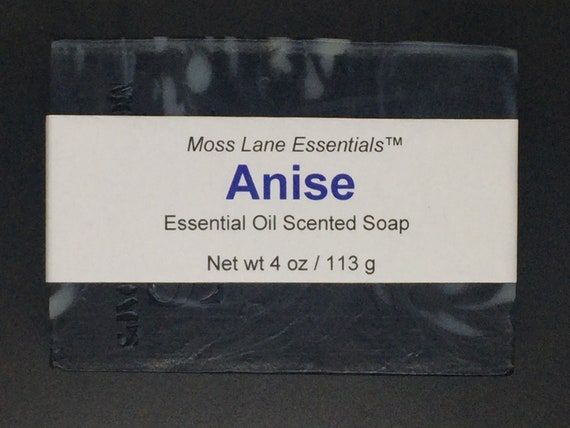 Moss Lane Essentials™
Anise
Essential Oil Scented Soap
Net wt 4 oz / 113 g